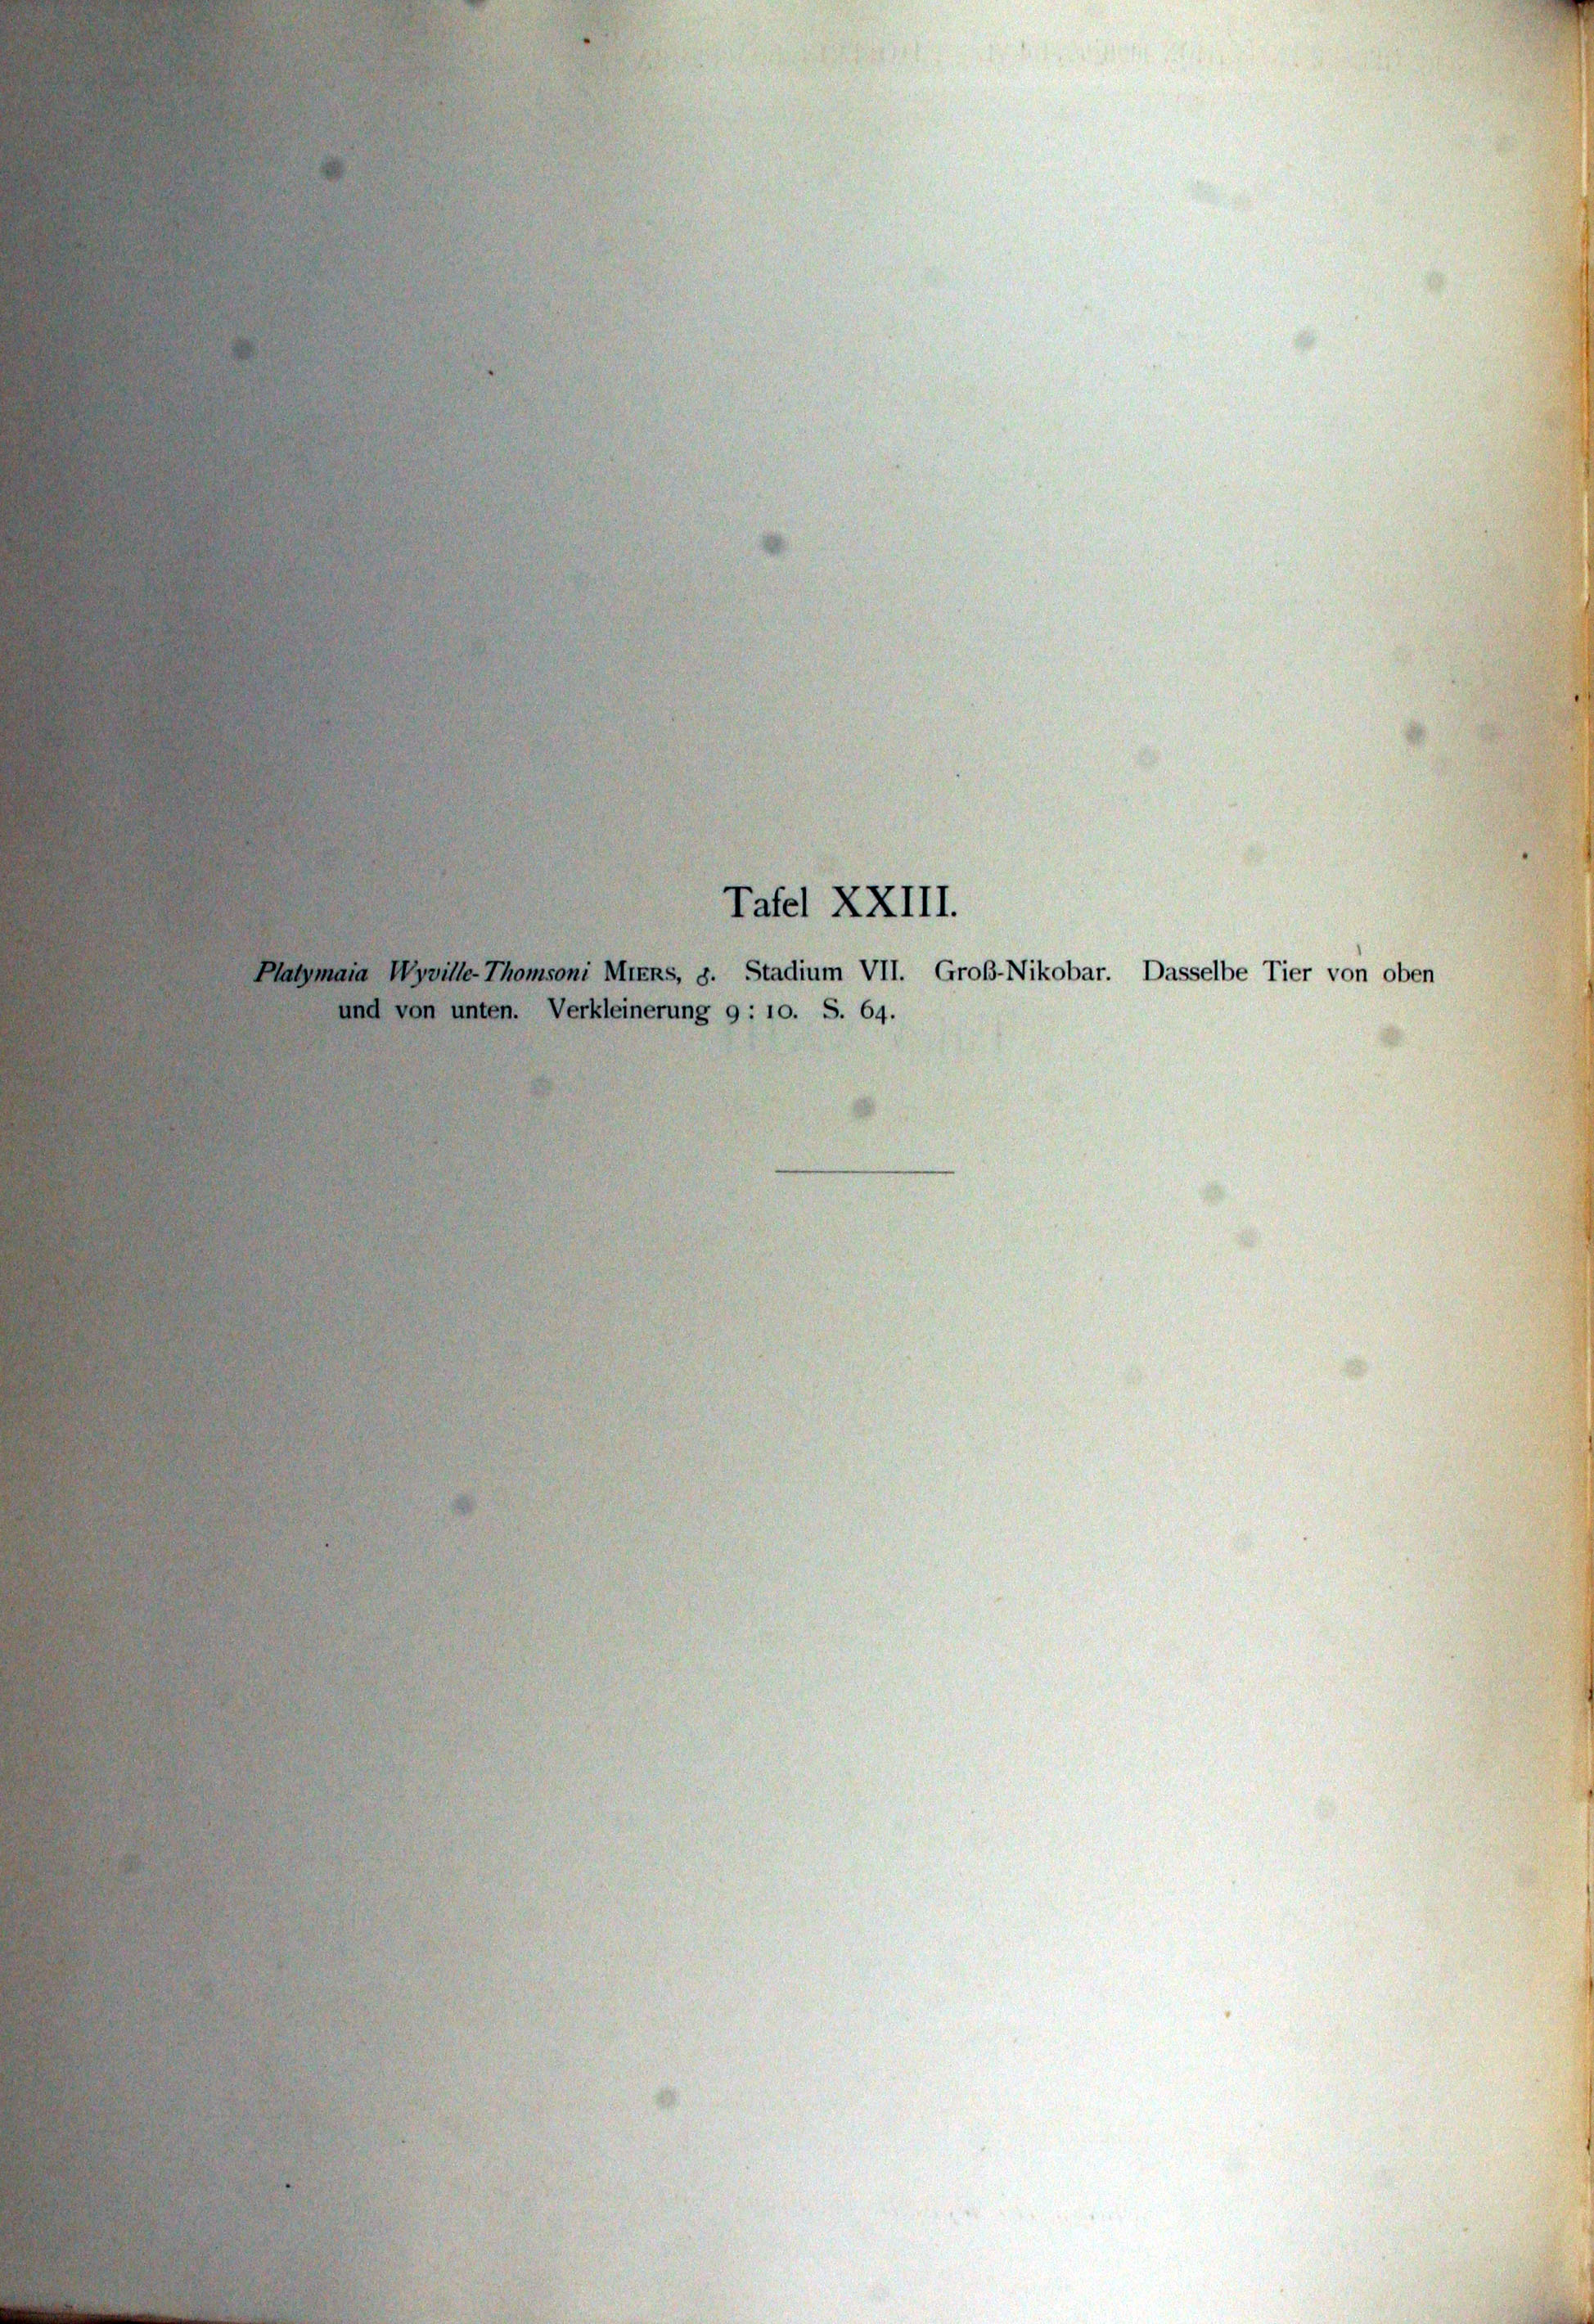 Tafel XXIII.
Platymaia Wyville-Thomsoni MIERS, ♂. Stadium VII. Groß-Nikobar. Dasselbe Tier von oben
und von unten. Verkleinerung 9 : 10. S. 64.